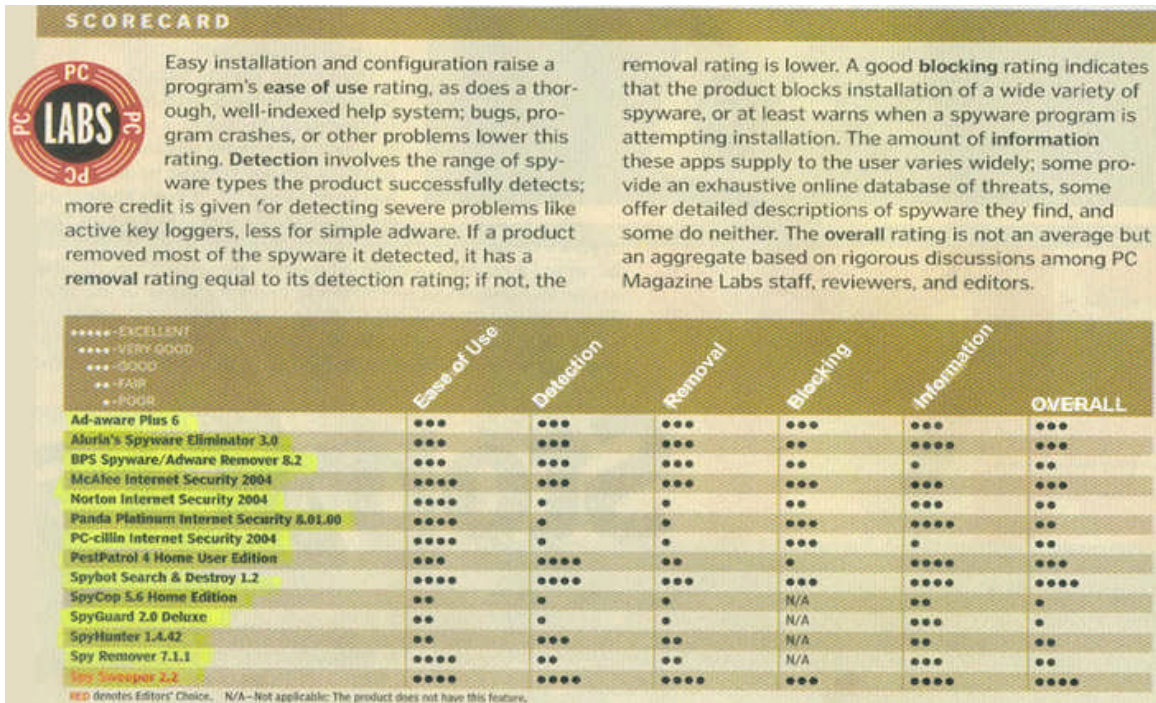 SCORECARD
PC
LABS
PC
PC
PC
Easy installation and configuration raise a
program's ease of use rating, as does a thor-
ough, well-indexed help system; bugs, pro-
gram crashes, or other problems lower this
rating. Detection involves the range of spy-
ware types the product successfully detects;
more credit is given for detecting severe problems like
active key loggers, less for simple adware. If a product
removed most of the spyware it detected, it has a
removal rating equal to its detection rating; if not, the
removal rating is lower. A good blocking rating indicates
that the product blocks installation of a wide variety of
spyware, or at least warns when a spyware program is
attempting installation. The amount of information
these apps supply to the user varies widely; some pro-
vide an exhaustive online database of threats, some
offer detailed descriptions of spyware they find, and
some do neither. The overall rating is not an average but
an aggregate based on rigorous discussions among PC
Magazine Labs staff, reviewers, and editors.
●●●●●-EXCELLENT
●●●●-VERY GOOD
●●●-GOOD
●●-FAIR
●-POOR
Ease of Use Detection Removal Blocking Information OVERALL
Ad-aware Plus 6 ●●● ●●● ●●● ●●● ●●● ●●●
Aluria's Spyware Eliminator 3.0 ●●● ●●● ●●● ●● ●●●● ●●●
BPS Spyware/Adware Remover 8.2 ●●● ●●● ●●● ●● ● ●●
McAfee Internet Security 2004 ●●●● ●●● ●●● ●●● ●●● ●●●
Norton Internet Security 2004 ●●●● ● ● ●● ●●● ●●
Panda Platinum Internet Security 8.01.00 ●●●● ● ● ●●● ●●●● ●●
PC-cillin Internet Security 2004 ●●●● ● ● ●●● ● ●●
PestPatrol 4 Home User Edition ●●● ●●●● ●● ● ●●●● ●●●
Spybot Search & Destroy 1.2 ●●●● ●●●● ●●● ●●● ●●●● ●●●●
SpyCop 5.6 Home Edition ●● ● ● N/A ●● ●
SpyGuard 2.0 Deluxe ●● ● ● N/A ●●● ●
SpyHunter 1.4.42 ●● ●●● ●● N/A ●● ●●
Spy Remover 7.1.1 ●●●● ●● ●● N/A ●●● ●●
Spy Sweeper 2.2 ●●●● ●●●● ●●●● ●●● ●●●● ●●●●
RED denotes Editors' Choice. N/A—Not applicable: The product does not have this feature.